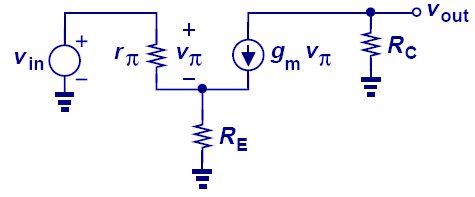 v_out
+ + 
v_in r_π v_π g_m v_π R_C
− −
R_E